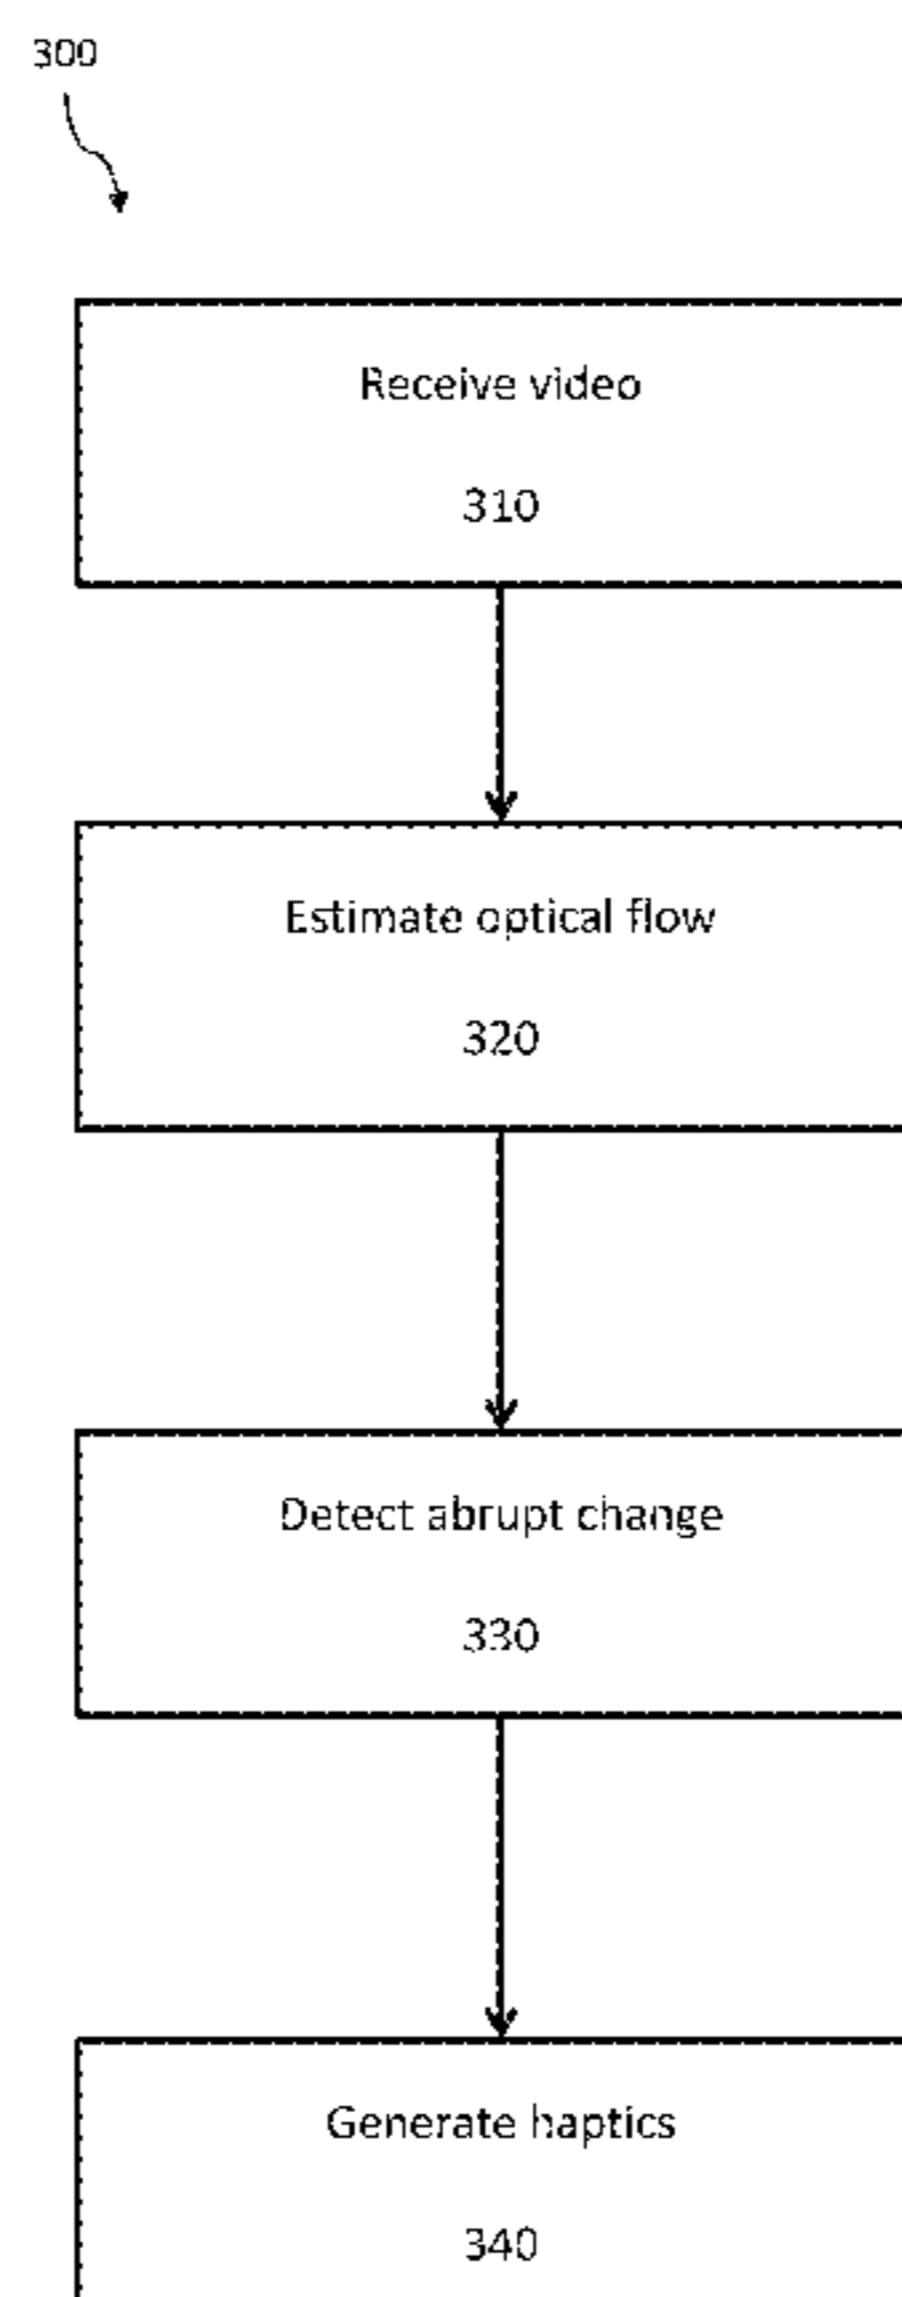 300
Receive video
310
Estimate optical flow
320
Detect abrupt change
330
Generate haptics
340